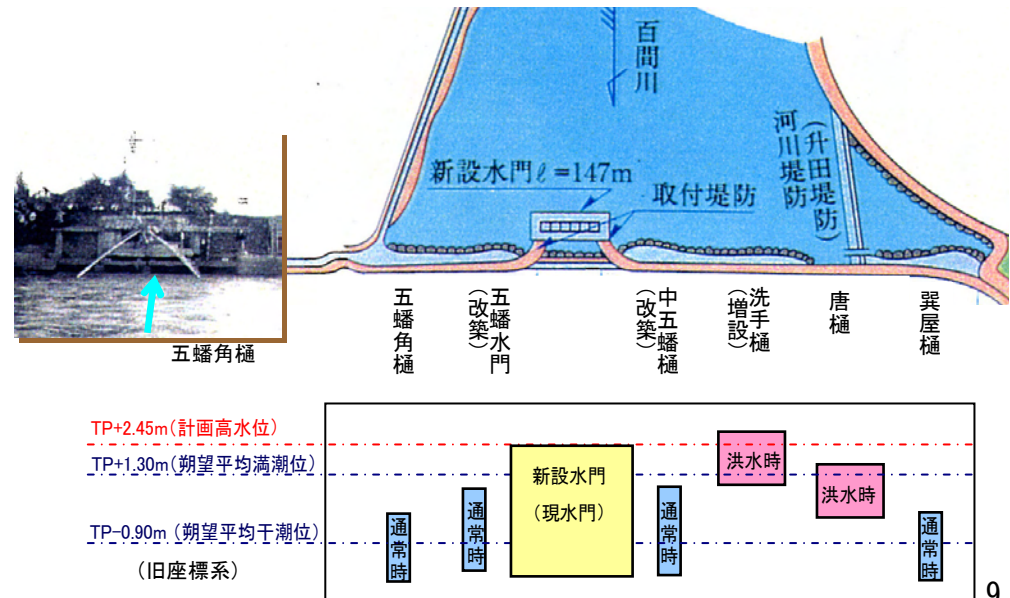 百間川
新設水門ℓ=147m
取付堤防
河川堤防
(升田堤防)
五蟠角樋
五蟠角樋
五蟠水門
(改築)
中五蟠樋
(改築)
洗手樋
(増設)
唐樋
巽屋樋
TP+2.45m(計画高水位)
TP+1.30m(朔望平均満潮位)
TP-0.90m(朔望平均干潮位)
(旧座標系)
通常時
通常時
新設水門
(現水門)
通常時
洪水時
洪水時
通常時
9